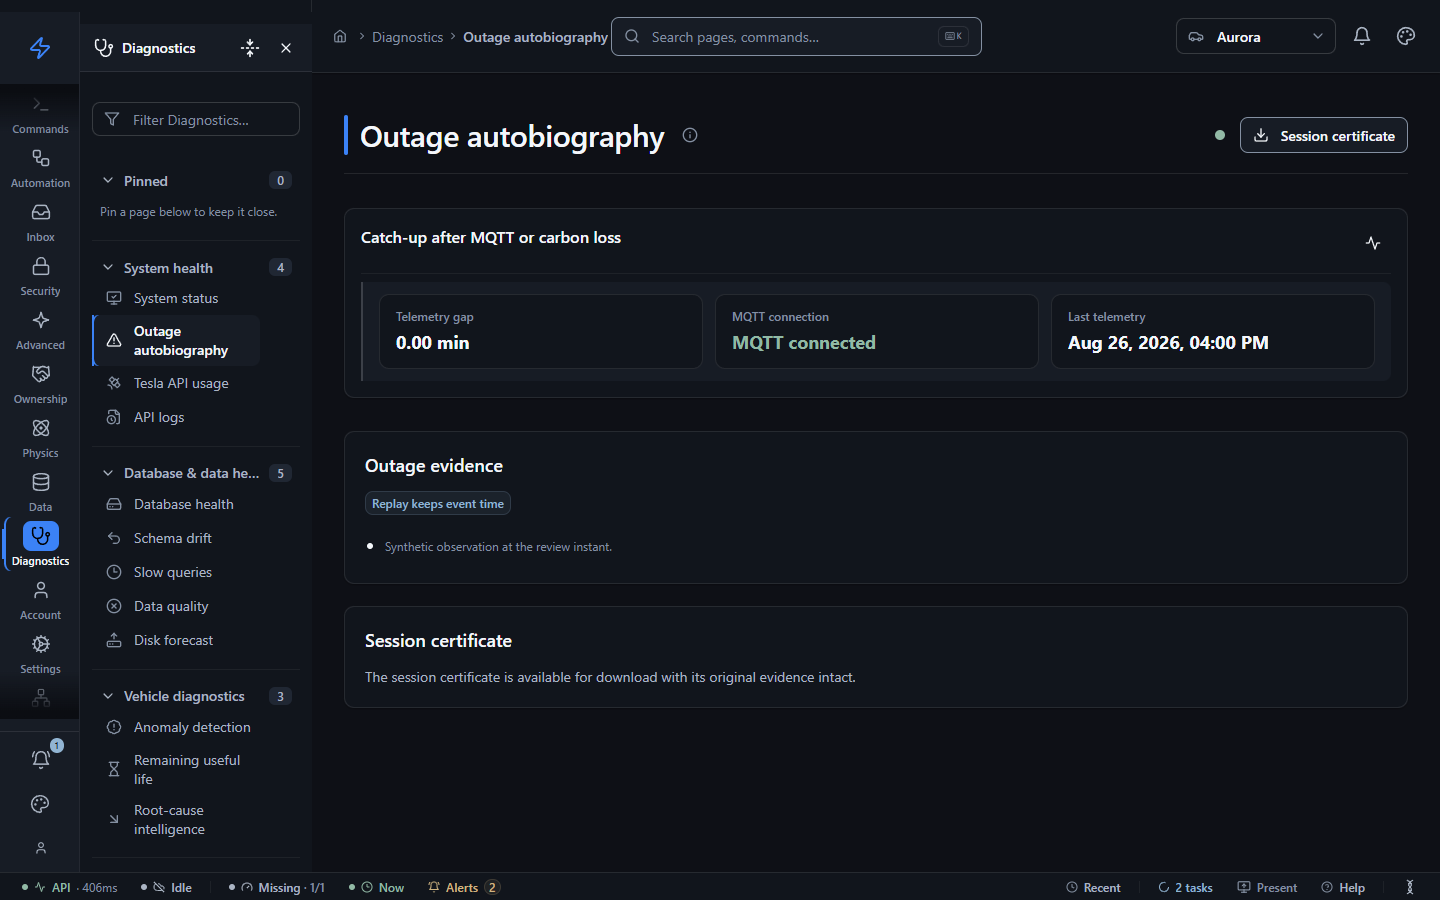 Diagnostics
Diagnostics
Outage autobiography
Search pages, commands...
K
Aurora
Commands
Automation
Inbox
Security
Advanced
Ownership
Physics
Data
Diagnostics
Account
Settings
1
Filter Diagnostics...
Pinned
0
Pin a page below to keep it close.
System health
4
System status
Outage
autobiography
Tesla API usage
API logs
Database & data he...
5
Database health
Schema drift
Slow queries
Data quality
Disk forecast
Vehicle diagnostics
3
Anomaly detection
Remaining useful
life
Root-cause
intelligence
Outage autobiography
Session certificate
Catch-up after MQTT or carbon loss
Telemetry gap
0.00 min
MQTT connection
MQTT connected
Last telemetry
Aug 26, 2026, 04:00 PM
Outage evidence
Replay keeps event time
Synthetic observation at the review instant.
Session certificate
The session certificate is available for download with its original evidence intact.
API · 406ms
Idle
Missing · 1/1
Now
Alerts 2
Recent
2 tasks
Present
Help